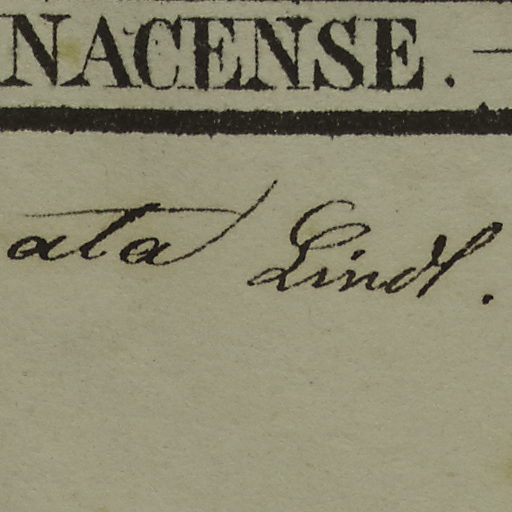 NACENSE. —
ata Lindl.